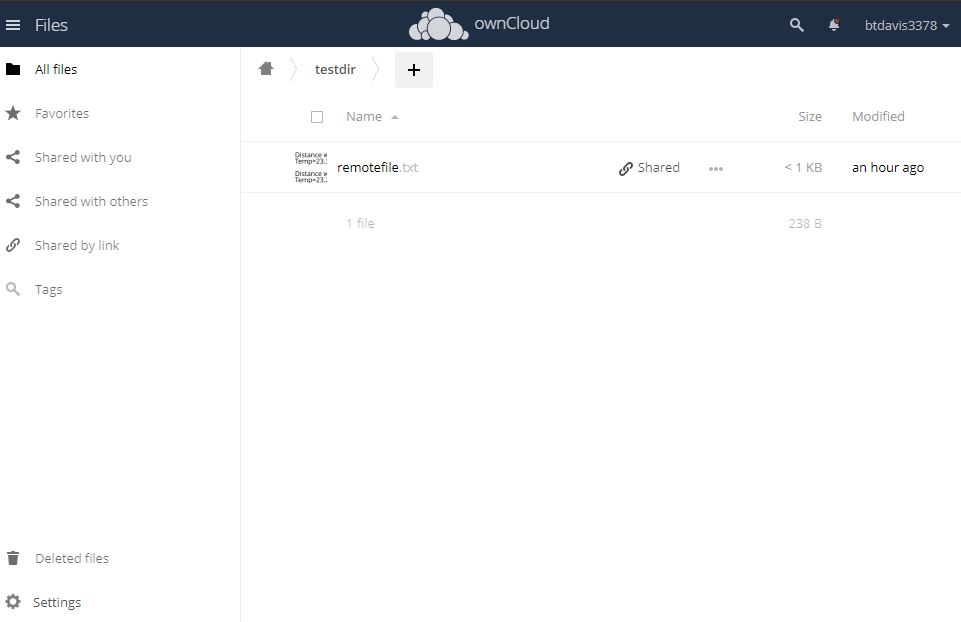 Files
ownCloud
btdavis3378
All files
Favorites
Shared with you
Shared with others
Shared by link
Tags
Deleted files
Settings
testdir
+
Name
Size
Modified
Distance w
Temp=23.
Distance w
Temp=23.
remotefile.txt
Shared
< 1 KB
an hour ago
1 file
238 B